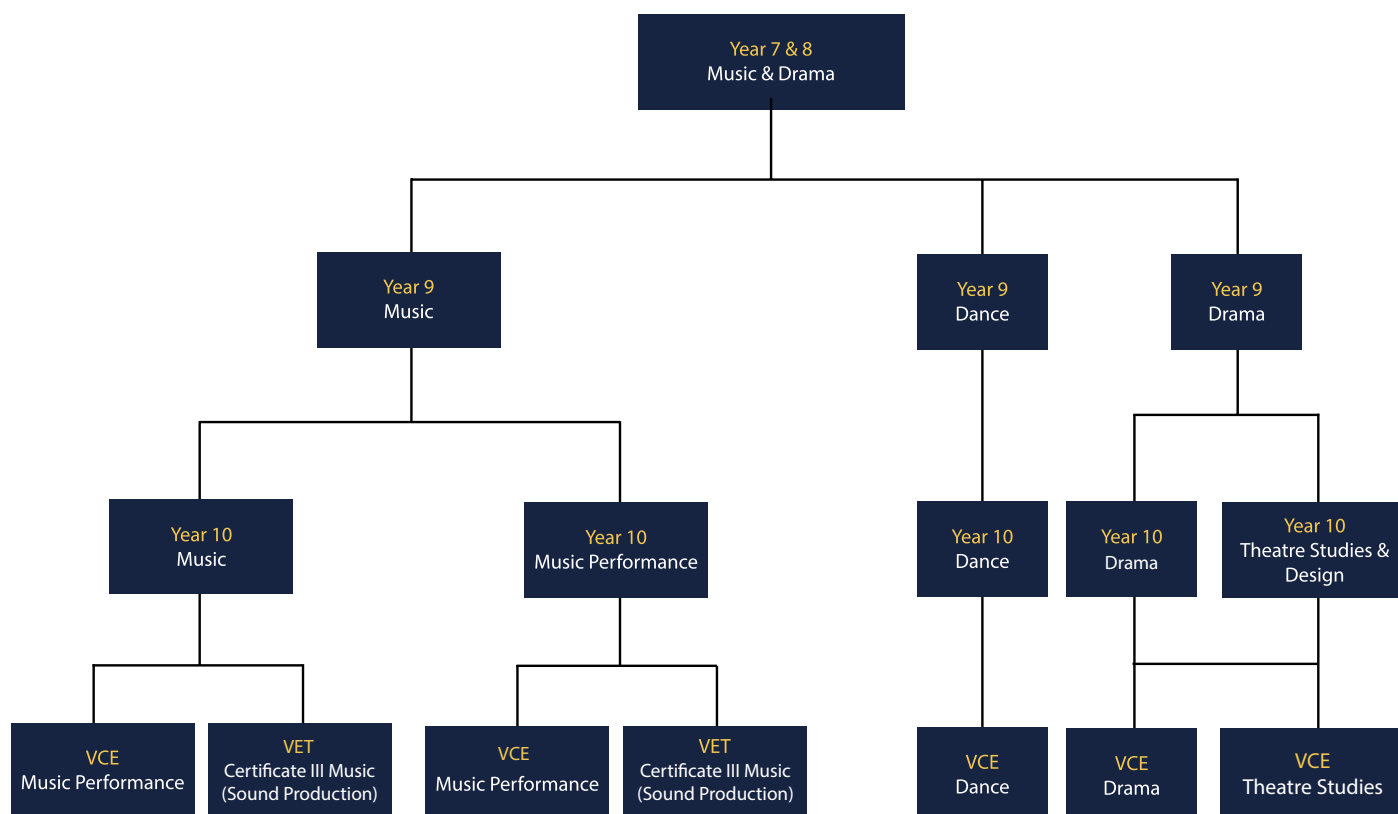 Year 7 & 8
Music & Drama
Year 9
Music
Year 9
Dance
Year 9
Drama
Year 10
Music
Year 10
Music Performance
Year 10
Dance
Year 10
Drama
Year 10
Theatre Studies &
Design
VCE
Music Performance
VET
Certificate III Music
(Sound Production)
VCE
Music Performance
VET
Certificate III Music
(Sound Production)
VCE
Dance
VCE
Drama
VCE
Theatre Studies